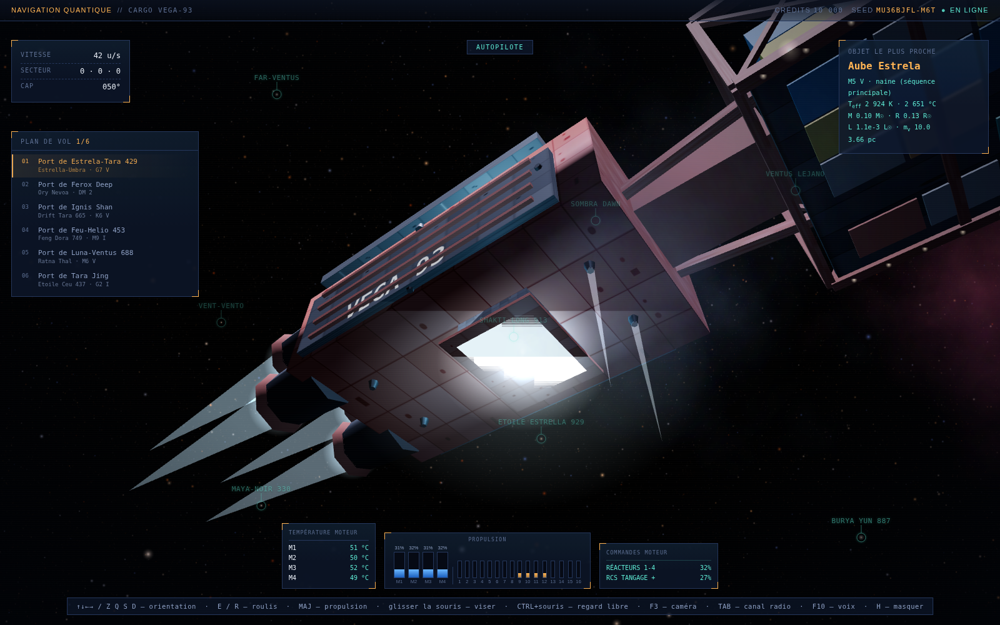 NAVIGATION QUANTIQUE // CARGO VEGA-93
CRÉDITS 10 000 SEED MU36BJFL-M6T ● EN LIGNE
VITESSE 42 u/s
SECTEUR 0 · 0 · 0
CAP 050°
AUTOPILOTE
OBJET LE PLUS PROCHE
Aube Estrela
M5 V · naine (séquence
principale)
Teff 2 924 K · 2 651 °C
M 0.10 M☉ · R 0.13 R☉
L 1.1e-3 L☉ · mv 10.0
3.66 pc
FAR-VENTUS
PLAN DE VOL 1/6
01 Port de Estrela-Tara 429
Estrella-Umbra · G7 V
02 Port de Ferox Deep
Ory Nevoa · DM 2
03 Port de Ignis Shan
Drift Tara 665 · K6 V
04 Port de Feu-Helio 453
Feng Dora 749 · M9 I
05 Port de Luna-Ventus 688
Ratna Thal · M6 V
06 Port de Tara Jing
Etoile Ceu 437 · G2 I
VENTUS LEJANO
SOMBRA DAWN
VEGA 93
VENT-VENTO
ETOILE ESTRELLA 929
MAYA-NOIR 330
BURYA YUN 887
TEMPÉRATURE MOTEUR
M1 51 °C
M2 50 °C
M3 52 °C
M4 49 °C
PROPULSION
31% 32% 31% 32%
M1 M2 M3 M4 1 2 3 4 5 6 7 8 9 10 11 12 13 14 15 16
COMMANDES MOTEUR
RÉACTEURS 1-4 32%
RCS TANGAGE + 27%
↑↓←→ / Z Q S D — orientation · E / R — roulis · MAJ — propulsion · glisser la souris — viser · CTRL+souris — regard libre · F3 — caméra · TAB — canal radio · F10 — voix · H — masquer